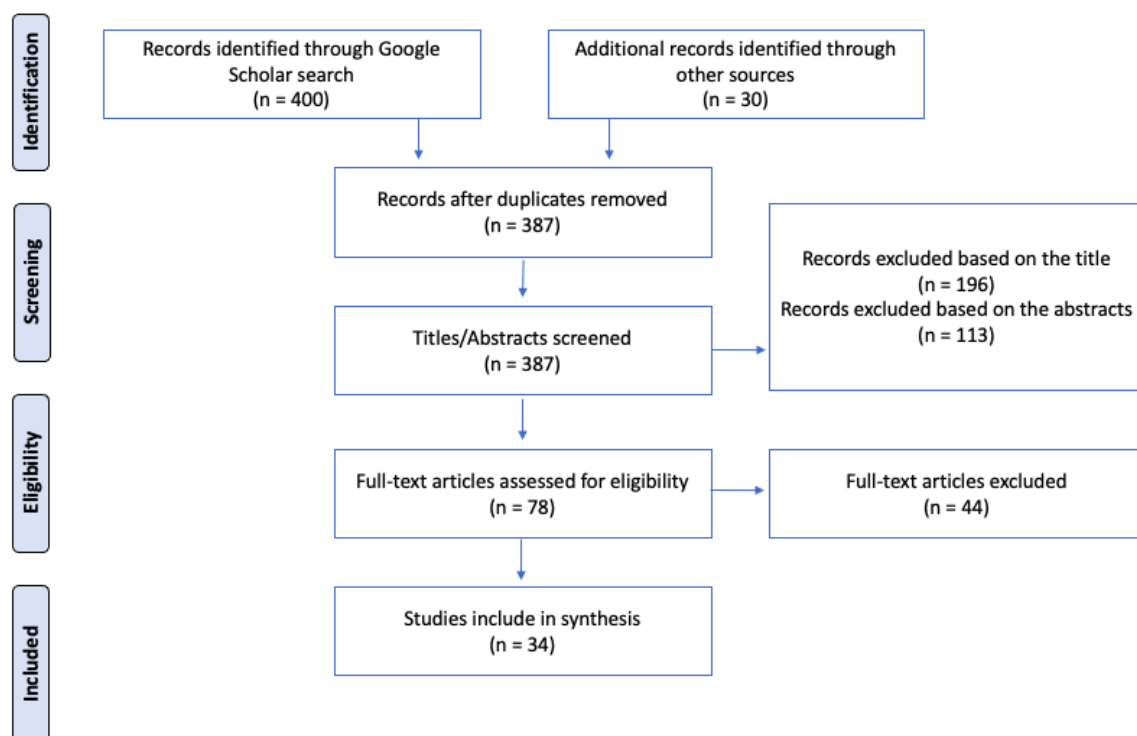 Identification
Records identified through Google
Scholar search
(n = 400)
Additional records identified through
other sources
(n = 30)
Records after duplicates removed
(n = 387)
Screening
Titles/Abstracts screened
(n = 387)
Records excluded based on the title
(n = 196)
Records excluded based on the abstracts
(n = 113)
Eligibility
Full-text articles assessed for eligibility
(n = 78)
Full-text articles excluded
(n = 44)
Included
Studies include in synthesis
(n = 34)